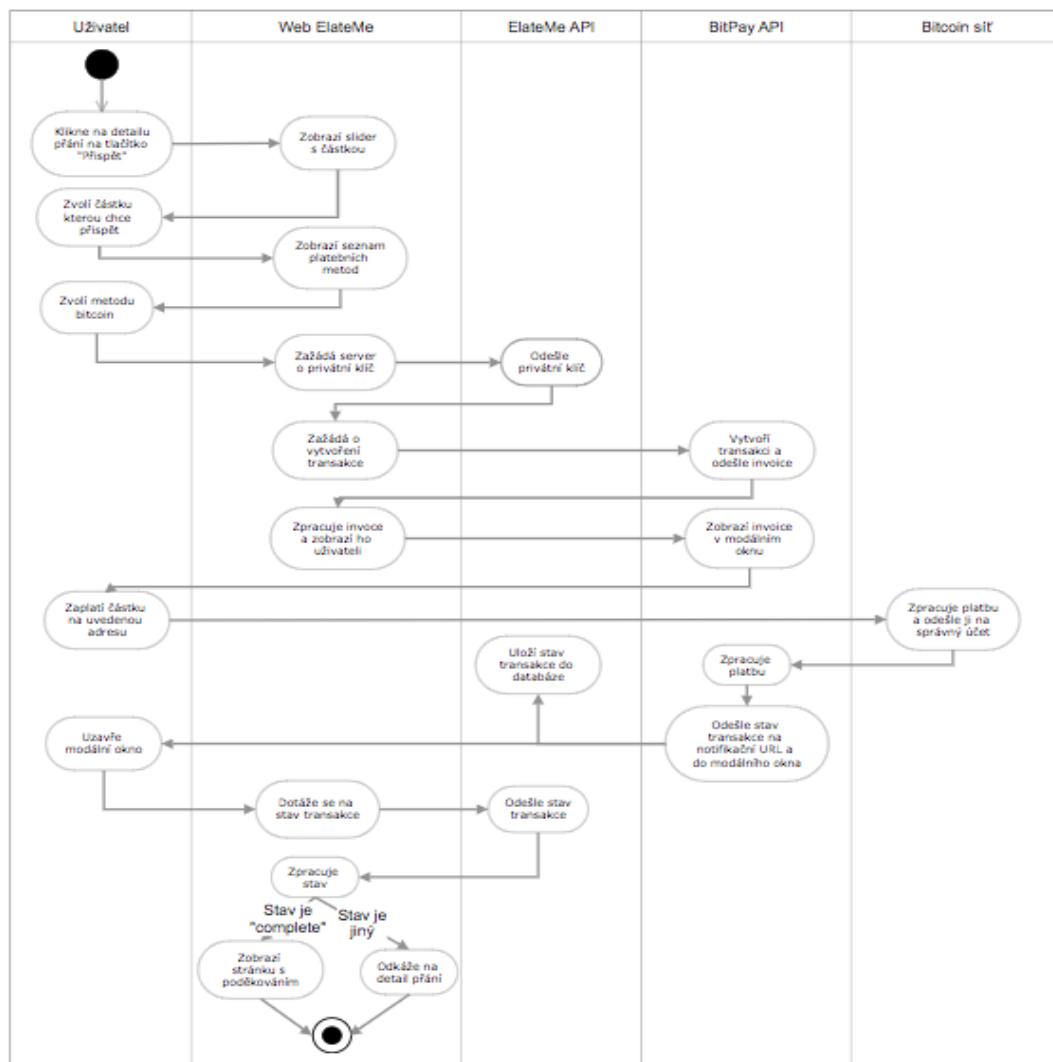 Uživatel
Web ElateMe
ElateMe API
BitPay API
Bitcoin síť
Klikne na detailu
přání na tlačítko
"Přispět"
Zobrazí slider
s částkou
Zvolí částku
kterou chce
přispět
Zobrazí seznam
platebních
metod
Zvolí metodu
bitcoin
Zažádá server
o privátní klíč
Odešle
privátní klíč
Zažádá o
vytvoření
transakce
Vytvoří
transakci a
odešle invoice
Zpracuje invoce
a zobrazí ho
uživateli
Zobrazí invoice
v modálním
oknu
Zaplatí částku
na uvedenou
adresu
Zpracuje platbu
a odešle ji na
správný účet
Uloží stav
transakce do
databáze
Zpracuje
platbu
Uzavře
modální okno
Odešle stav
transakce na
notifikační URL a
do modálního okna
Dotáže se na
stav transakce
Odešle stav
transakce
Zpracuje
stav
Stav je
"complete"
Stav je
jiný
Zobrazí
stránku s
poděkováním
Odkáže na
detail přání